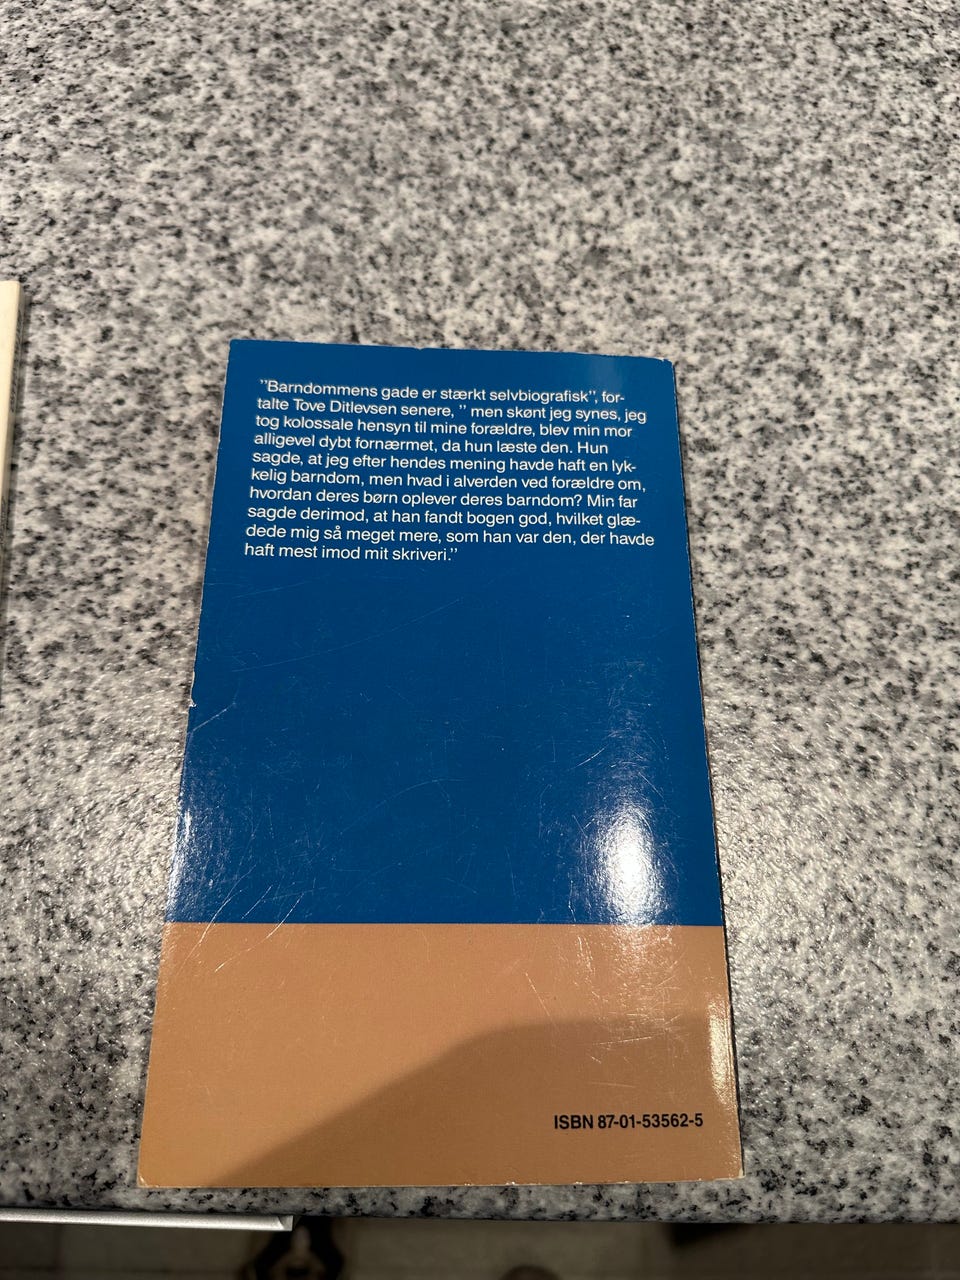 ”Barndommens gade er stærkt selvbiografisk”, for-
talte Tove Ditlevsen senere, ” men skønt jeg synes, jeg
tog kolossale hensyn til mine forældre, blev min mor
alligevel dybt fornærmet, da hun læste den. Hun
sagde, at jeg efter hendes mening havde haft en lyk-
kelig barndom, men hvad i alverden ved forældre om,
hvordan deres børn oplever deres barndom? Min far
sagde derimod, at han fandt bogen god, hvilket glæ-
dede mig så meget mere, som han var den, der havde
haft mest imod mit skriveri.”
ISBN 87-01-53562-5